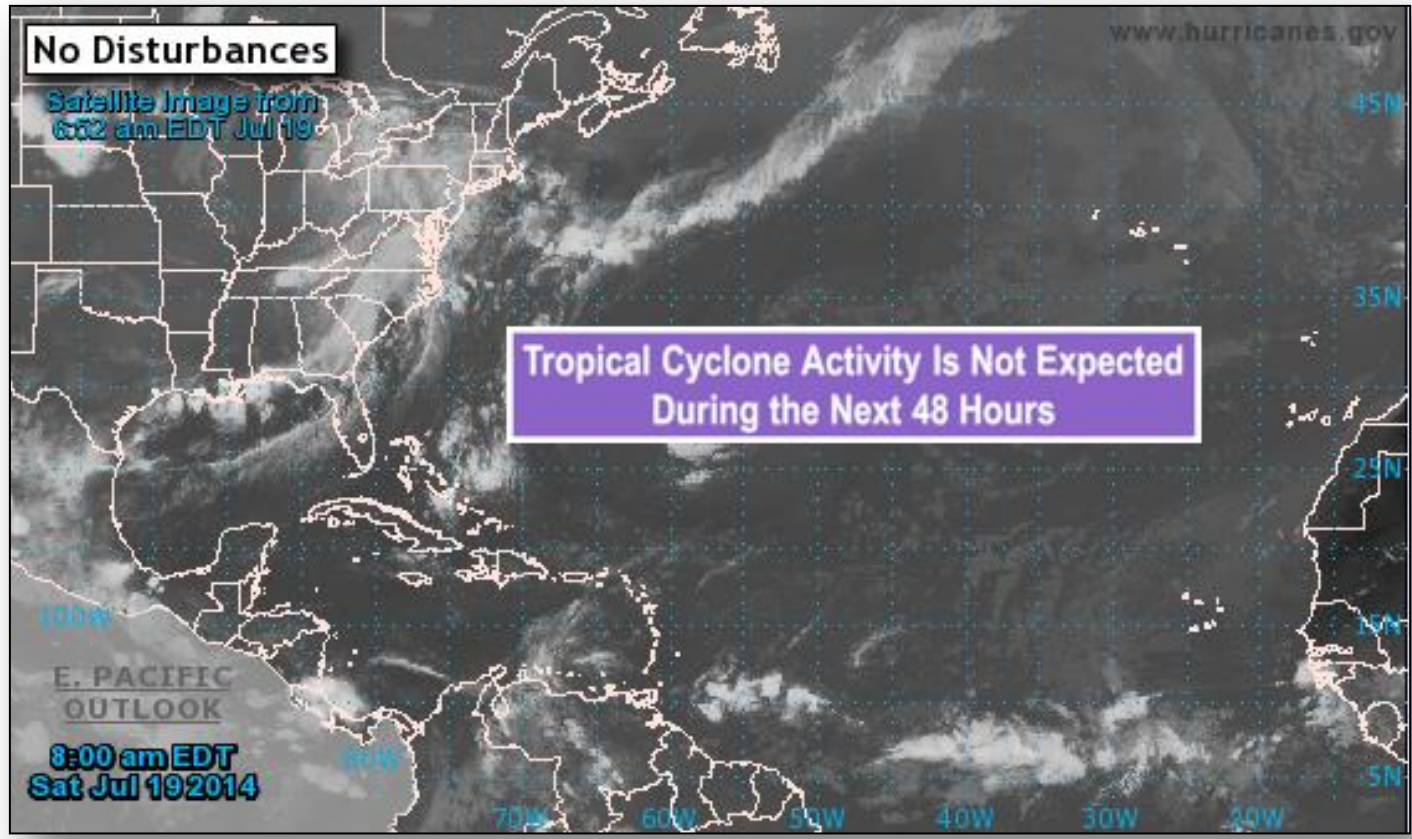 No Disturbances
www.hurricanes.gov
Satellite Image from
6:52 am EDT Jul 19
45N
35N
Tropical Cyclone Activity Is Not Expected
During the Next 48 Hours
25N
100W
15N
E. PACIFIC
OUTLOOK
8:00 am EDT
90W
Sat Jul 19 2014
5N
70W
60W
50W
40W
30W
20W